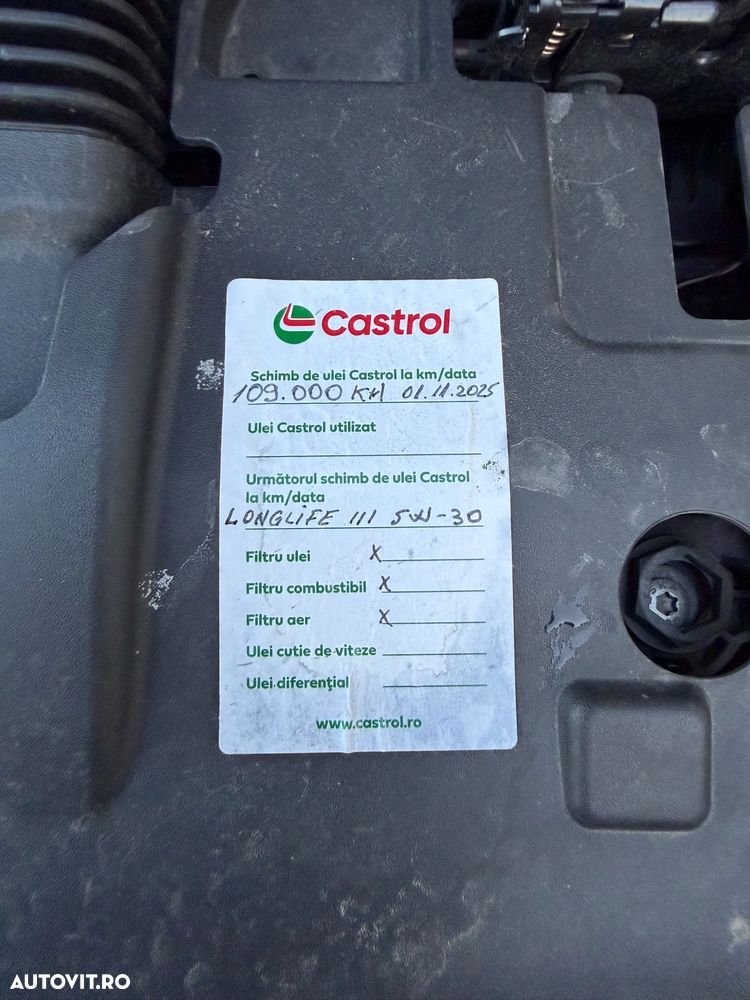 Castrol
Schimb de ulei Castrol la km/data
109.000 KM 01.11.2025
Ulei Castrol utilizat
Următorul schimb de ulei Castrol
la km/data
LONGLIFE III 5W-30
Filtru ulei X
Filtru combustibil X
Filtru aer X
Ulei cutie de viteze
Ulei diferențial
www.castrol.ro
AUTOVIT.RO